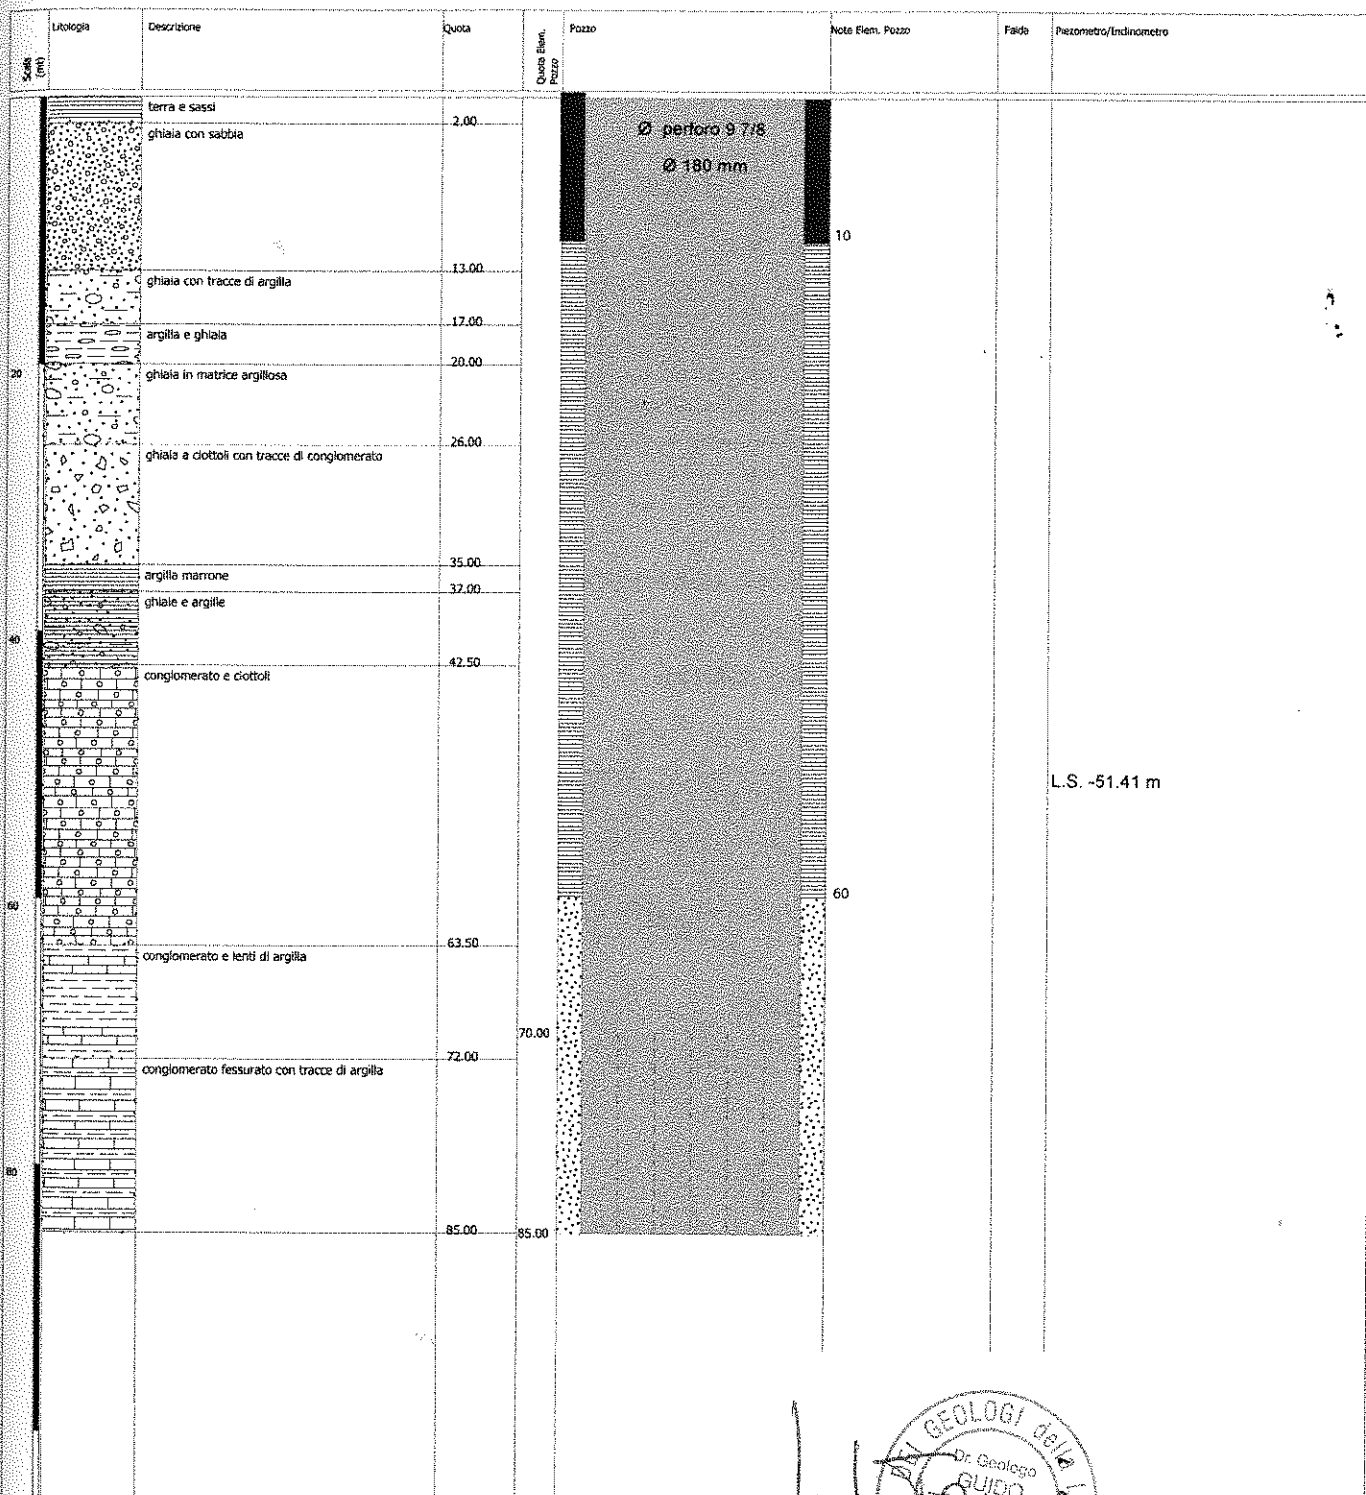 Scala (mt)
Litologia
Descrizione
Quota
Quota Elem. Pozzo
Pozzo
Note Elem. Pozzo
Falda
Piezometro/Inclinometro
terra e sassi
2.00
ghiaia con sabbia
Ø perforo 9 7/8
Ø 180 mm
10
13.00
ghiaia con tracce di argilla
17.00
argilla e ghiaia
20.00
20
ghiaia in matrice argillosa
26.00
ghiaia a ciottoli con tracce di conglomerato
35.00
argilla marrone
37.00
ghiaie e argille
40
42.50
conglomerato e ciottoli
L.S. -51.41 m
60
60
63.50
conglomerato e lenti di argilla
70.00
72.00
conglomerato fessurato con tracce di argilla
80
85.00
85.00
DEI GEOLOGI della L
Dr. Geologo
GUIDO